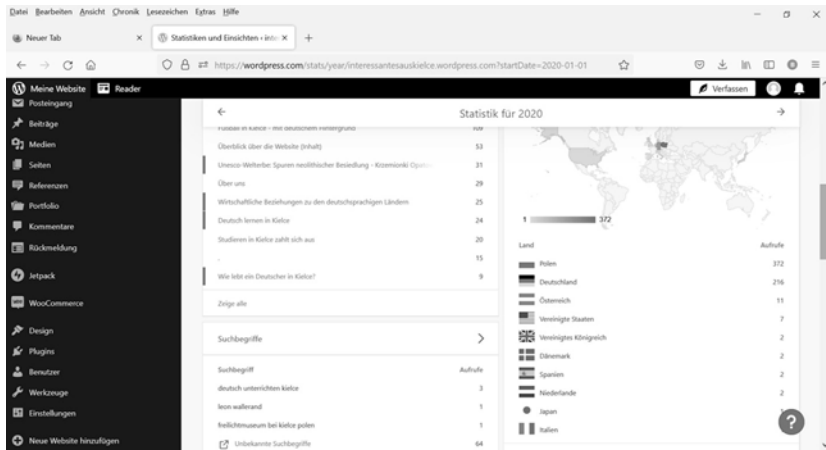 Datei Bearbeiten Ansicht Chronik Lesezeichen Extras Hilfe
Neuer Tab
Statistiken und Einsichten ‹ inte
https://wordpress.com/stats/year/interessantesauskielce.wordpress.com?startDate=2020-01-01
Meine Website Reader Verfassen
Posteingang
Beiträge
Medien
Seiten
Referenzen
Portfolio
Kommentare
Rückmeldung
Jetpack
WooCommerce
Design
Plugins
Benutzer
Werkzeuge
Einstellungen
Neue Website hinzufügen
Statistik für 2020
Fussball in Kielce - mit deutschem Hintergrund 109
Überblick über die Website (Inhalt) 53
Unesco-Welterbe: Spuren neolithischer Besiedlung - Krzemionki 31
Über uns 29
Wirtschaftliche Beziehungen zu den deutschsprachigen Ländern 25
Deutsch lernen in Kielce 24
Studieren in Kielce zahlt sich aus 20
. 15
Wie lebt ein Deutscher in Kielce? 9
Zeige alle
Suchbegriffe
Suchbegriff Aufrufe
deutsch unterrichten kielce 3
leon wallerand 1
freilichtmuseum bei kielce polen 1
Unbekannte Suchbegriffe 64
1 372
Land Aufrufe
Polen 372
Deutschland 216
Österreich 11
Vereinigte Staaten 7
Vereinigtes Königreich 2
Dänemark 2
Spanien 2
Niederlande 2
Japan
Italien
?